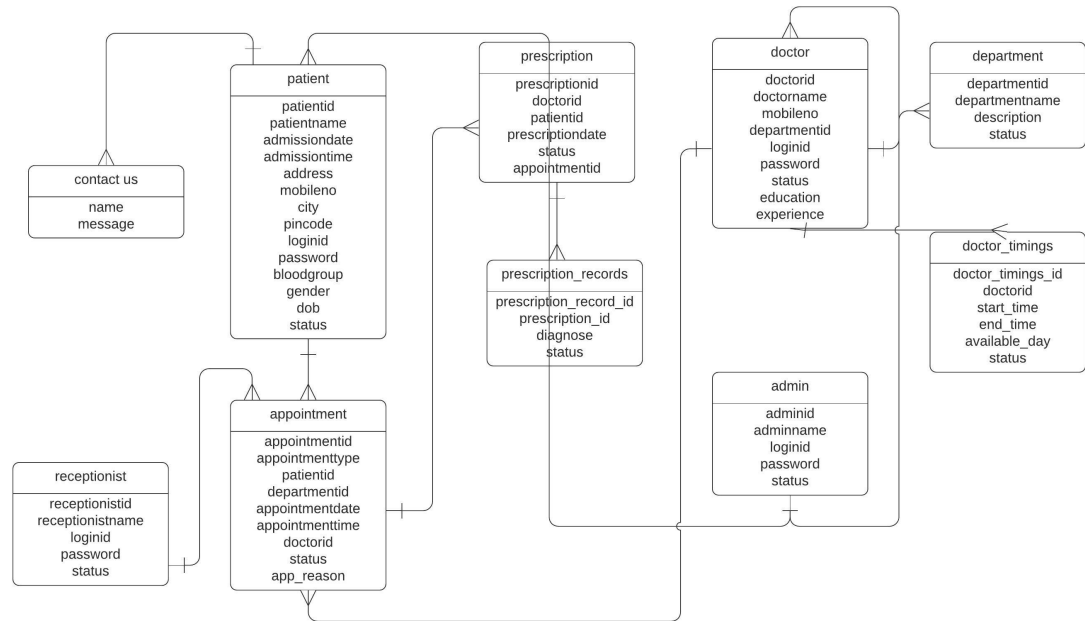 patient
patientid
patientname
admissiondate
admissiontime
address
mobileno
city
pincode
loginid
password
bloodgroup
gender
dob
status
prescription
prescriptionid
doctorid
patientid
prescriptiondate
status
appointmentid
doctor
doctorid
doctorname
mobileno
departmentid
loginid
password
status
education
experience
department
departmentid
departmentname
description
status
contact us
name
message
prescription_records
prescription_record_id
prescription_id
diagnose
status
doctor_timings
doctor_timings_id
doctorid
start_time
end_time
available_day
status
admin
adminid
adminname
loginid
password
status
appointment
appointmentid
appointmenttype
patientid
departmentid
appointmentdate
appointmenttime
doctorid
status
app_reason
receptionist
receptionistid
receptionistname
loginid
password
status